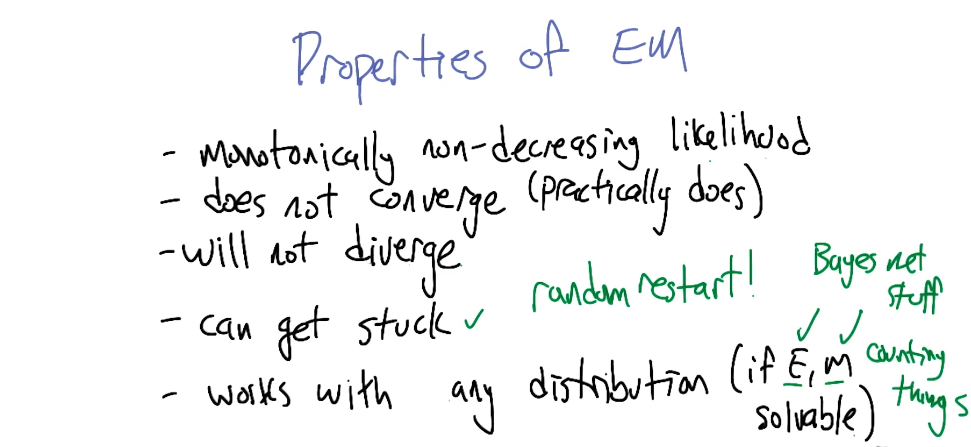 Properties of EM
- monotonically non-decreasing likelihood
- does not converge (practically does)
- will not diverge
- can get stuck ✓ random restart!
- works with any distribution (if E, M
solvable)
Bayes net
stuff
counting
things